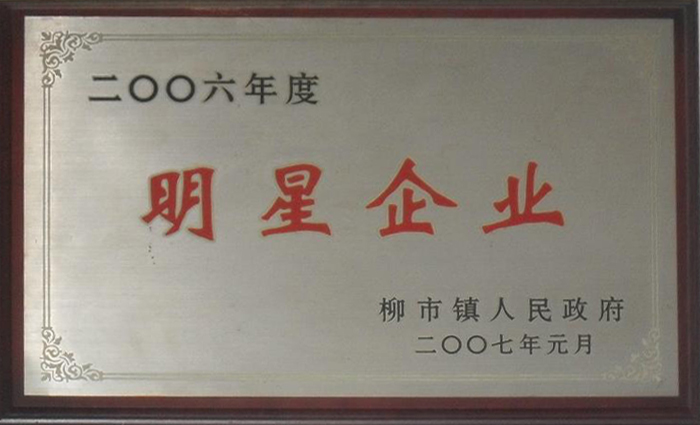 二〇〇六年度
明星企业
柳市镇人民政府
二〇〇七年元月